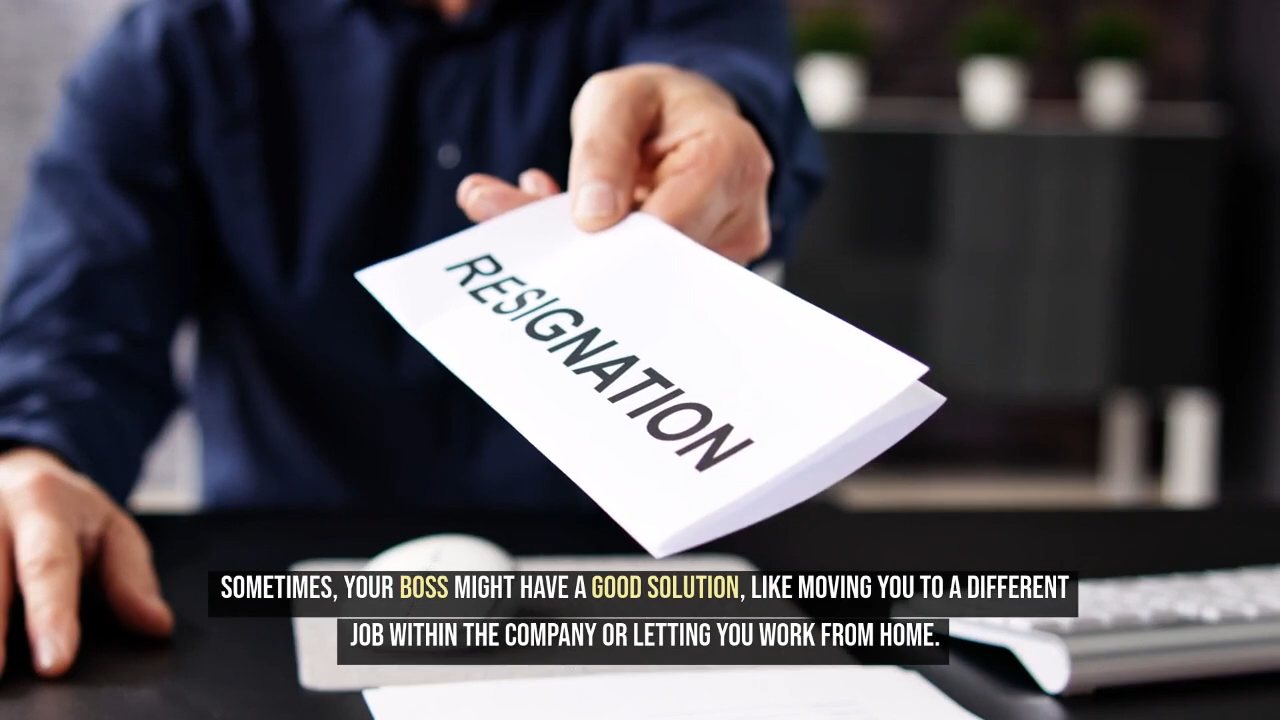 RESIGNATION
SOMETIMES, YOUR BOSS MIGHT HAVE A GOOD SOLUTION, LIKE MOVING YOU TO A DIFFERENT
JOB WITHIN THE COMPANY OR LETTING YOU WORK FROM HOME.